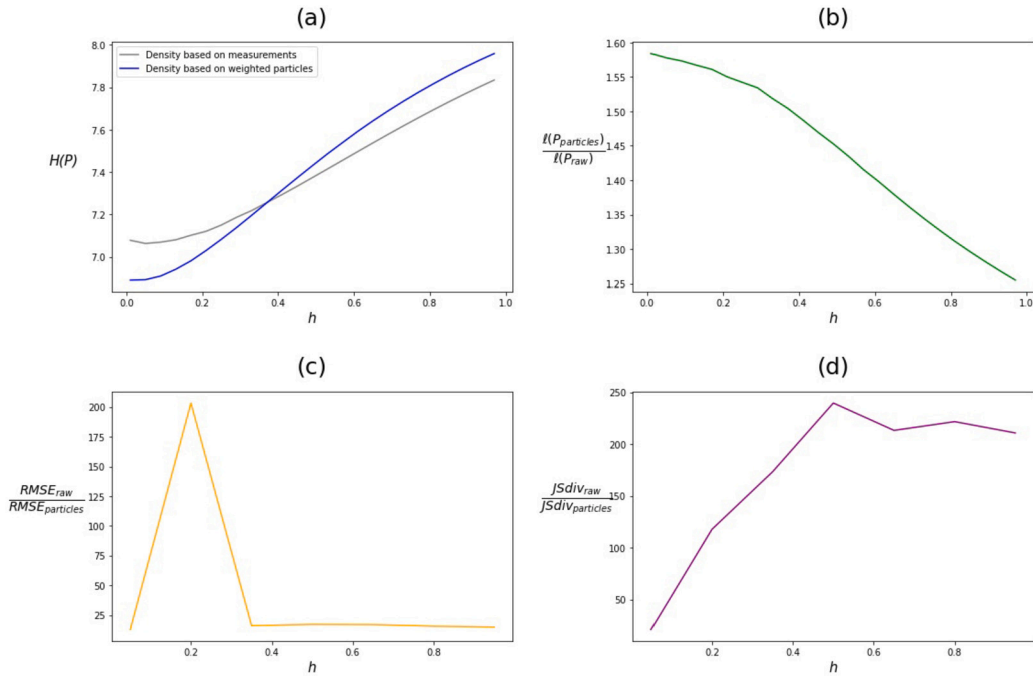 (a)
8.0
7.8
7.6
7.4
7.2
7.0
H(P)
Density based on measurements
Density based on weighted particles
0.0 0.2 0.4 0.6 0.8 1.0
h
(b)
1.60
1.55
1.50
1.45
1.40
1.35
1.30
1.25
ℓ(P_particles)
ℓ(P_raw)
0.0 0.2 0.4 0.6 0.8 1.0
h
(c)
200
175
150
125
100
75
50
25
RMSE_raw
RMSE_particles
0.2 0.4 0.6 0.8
h
(d)
250
200
150
100
50
JSdiv_raw
JSdiv_particles
0.2 0.4 0.6 0.8
h